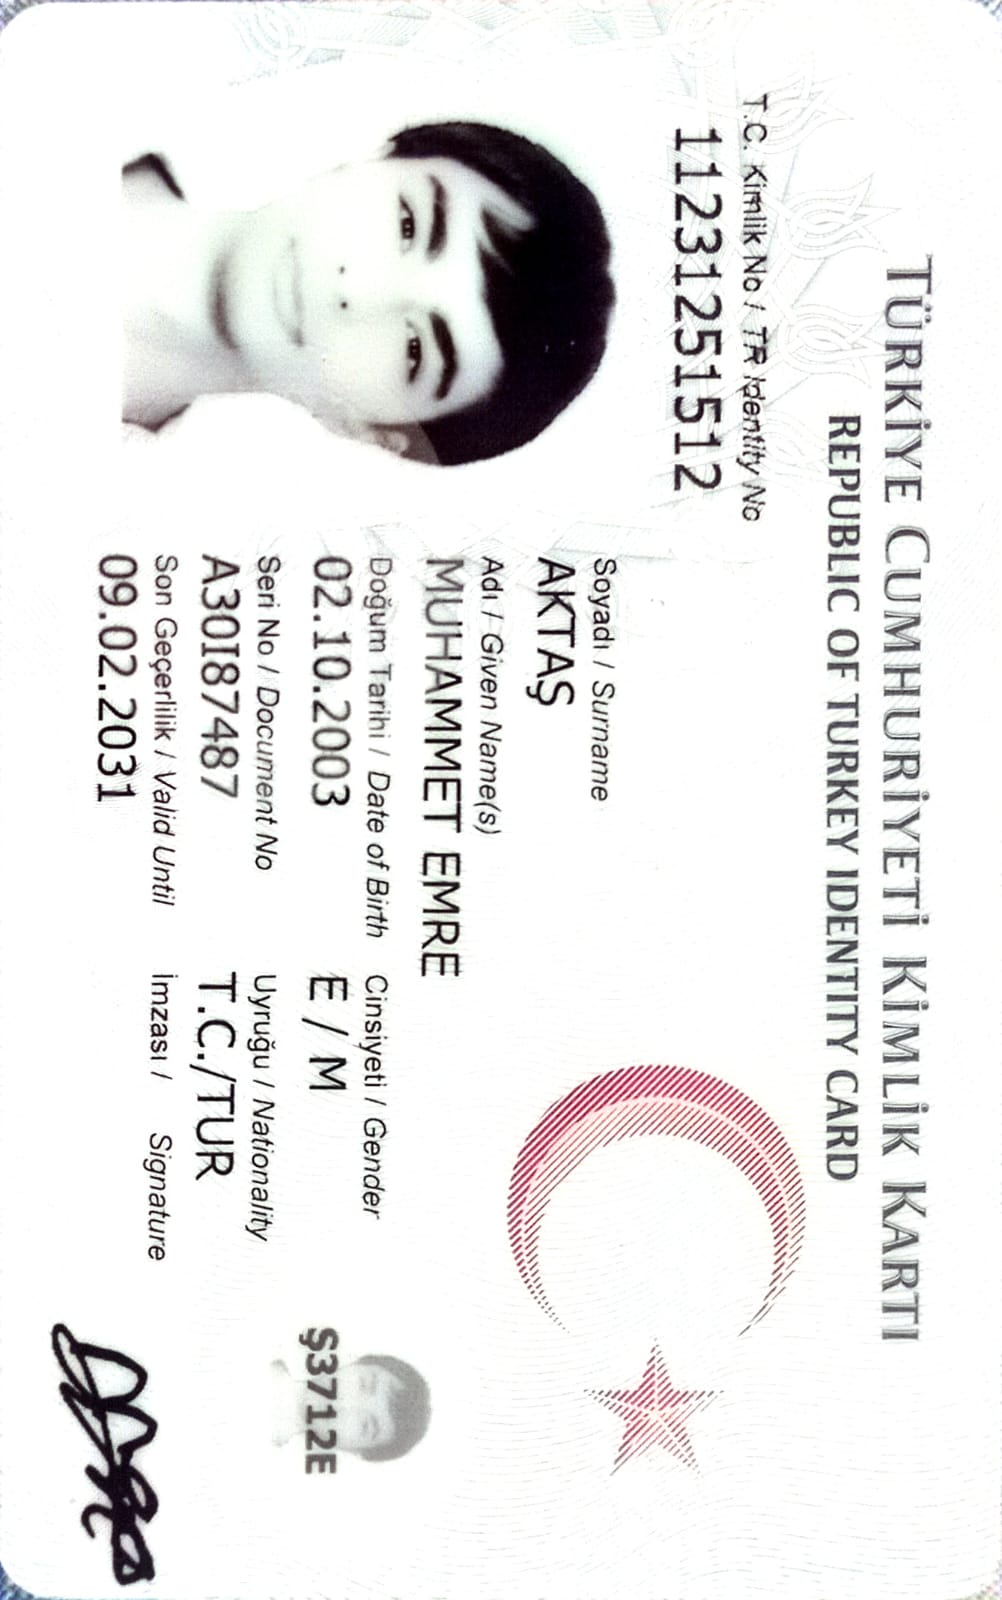 TÜRKİYE CUMHURİYETİ KİMLİK KARTI
REPUBLIC OF TURKEY IDENTITY CARD
T.C. Kimlik No / TR Identity No
11231251512
Soyadı / Surname
AKTAŞ
Adı / Given Name(s)
MUHAMMET EMRE
Doğum Tarihi / Date of Birth Cinsiyeti / Gender
02.10.2003 E / M
Seri No / Document No Uyruğu / Nationality
A30I87487 T.C./TUR
Son Geçerlilik / Valid Until İmzası / Signature
09.02.2031
Ş3712E